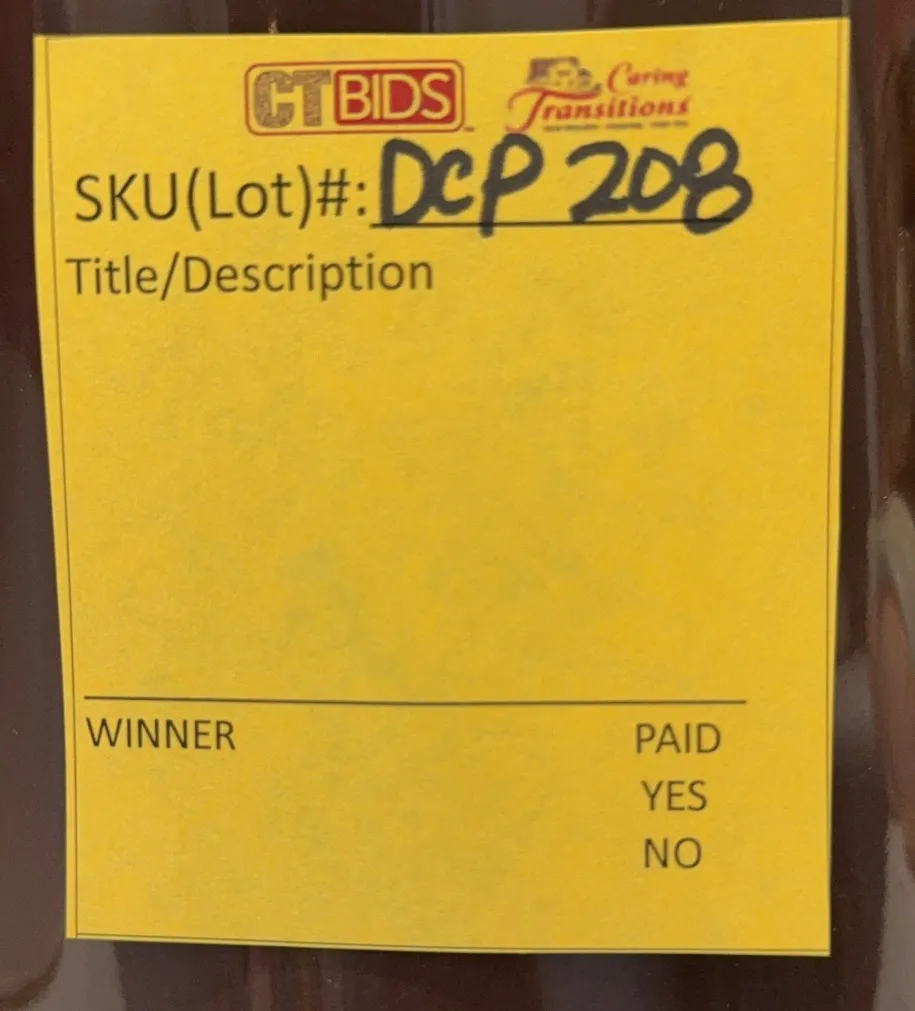 CTBIDS
Caring
Transitions
SKU(Lot)#: DCP 208
Title/Description
WINNER PAID
YES
NO